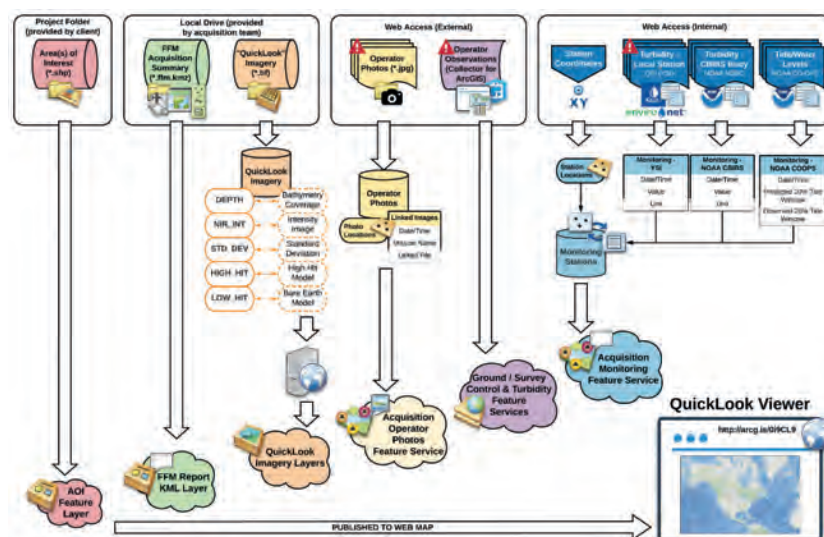 Project Folder
(provided by client)
Area(s) of
Interest
(*.shp)
Local Drive (provided
by acquisition team)
FFM
Acquisition
Summary
(*.ffm.kmz)
"QuickLook"
Imagery
(*.tif)
Web Access (External)
Operator
Photos (*.jpg)
Operator
Observations
(Collector for
ArcGIS)
Web Access (Internal)
Station
Coordinates
XY
Turbidity
Local Station
enviro net
Turbidity
CBIBS Buoy
Tide/Water
Levels
NOAA CO-OPS
QuickLook
Imagery
DEPTH
Bathymetry
Coverage
NIR_INT
Intensity
Image
STD_DEV
Standard
Deviation
HIGH_HIT
High Hit
Model
LOW_HIT
Bare Earth
Model
Operator
Photos
Photo
Locations
Linked Images
Date/Time
Mission Name
Linked File
Station
Locations
Monitoring -
YSI
Date/Time
Value
Unit
Monitoring -
NOAA CBIBS
Date/Time
Value
Unit
Monitoring -
NOAA COOPS
Date/Time
Monitoring
Stations
Acquisition
Monitoring
Feature Service
Ground / Survey
Control & Turbidity
Feature
Services
Acquisition
Operator
Photos
Feature Service
QuickLook
Imagery Layers
FFM Report
KML Layer
AOI
Feature
Layer
QuickLook Viewer
http://arcg.is/0i9CL9
PUBLISHED TO WEB MAP